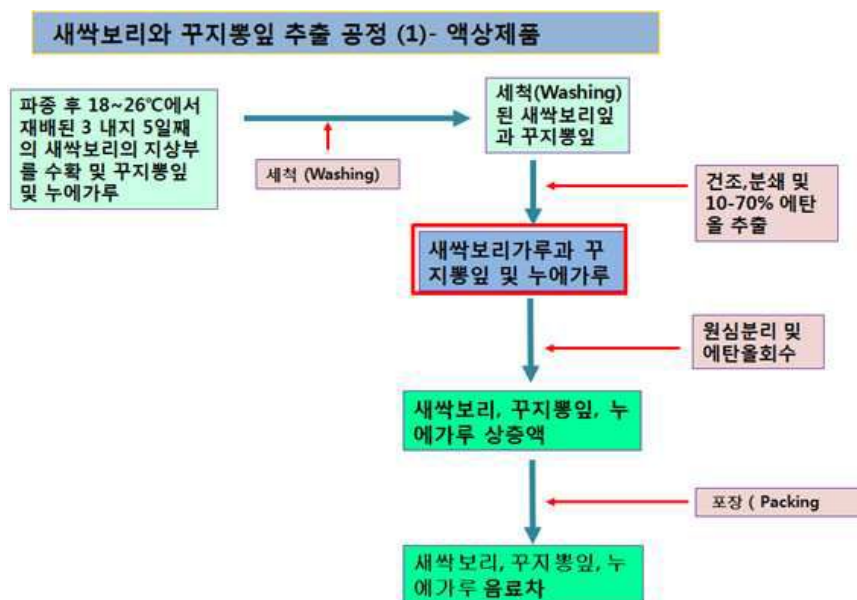 새싹보리와 꾸지뽕잎 추출 공정 (1)- 액상제품
파종 후 18~26℃에서
재배된 3 내지 5일째
의 새싹보리의 지상부
를 수확 및 꾸지뽕잎
및 누에가루
세척 (Washing)
세척(Washing)
된 새싹보리잎
과 꾸지뽕잎
건조,분쇄 및
10-70% 에탄
올 추출
새싹보리가루과 꾸
지뽕잎 및 누에가루
원심분리 및
에탄올회수
새싹보리, 꾸지뽕잎, 누
에가루 상층액
포장 ( Packing
새싹보리, 꾸지뽕잎, 누
에가루 음료차